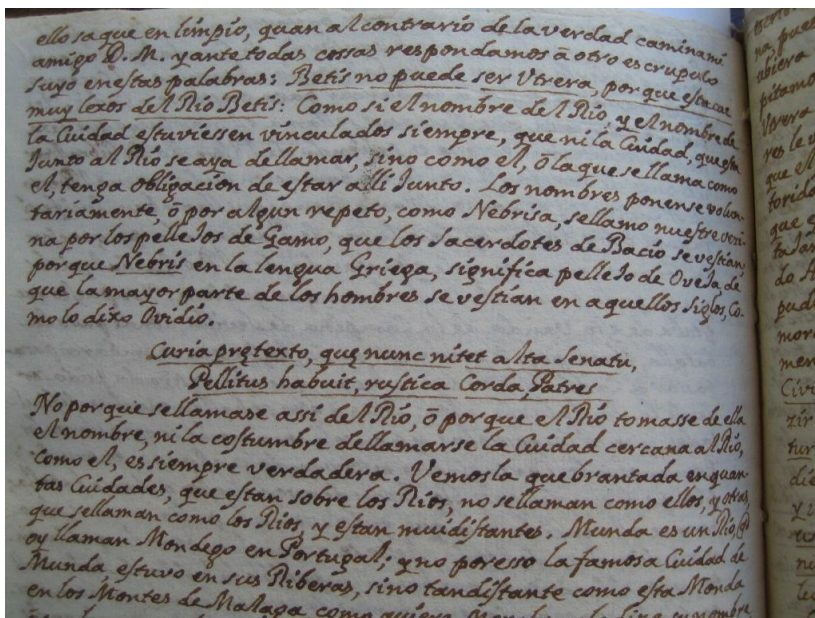 ello saque en limpio, quan al contrario de la verdad camina mi
amigo D. M. y ante todas cossas respondamos â otro escrupulo
suyo en estas palabras: Betis no puede ser Vtrera, porque esta cae
muy lexos del Rio Betis: Como si el nombre del Rio, y el nombre de
la Ciudad estuviessen vinculados siempre, que ni la Ciudad, que esta
Junto al Rio se aya de llamar, sino como el, ô la que se llama como
el, tenga obligacion de estar alli Junto. Los nombres ponense volun-
tariamente, ô por algun repeto, como Nebrisa, se llamo nuestra veci-
na por los pelleJos de Gamo, que los Sacerdotes de Baco se vestian,
porque Nebris en la lengua Griega, significa pelleJo de OveJa, de
que la mayor parte de los hombres se vestian en aquellos Siglos, Co-
mo lo dixo Ovidio.
Curia prętexto, quę nunc nitet alta Senatu,
Pellitus habuit, rustica Corda, Patres
No porque se llamase assi del Rio, ô porque el Rio tomasse de ella
el nombre, ni la costumbre de llamarse la Ciudad cercana al Rio,
como el, es siempre verdadera. Vemosla quebrantada en quan-
tas Ciudades, que estan sobre los Rios, no se llaman como ellos, y otras,
que se llaman como los Rios, y estan mui distantes. Munda es un Rio, q
oy llaman Mondego en Portugal; y no por esso la famosa Ciudad de
Munda, estuvo en sus Riberas, sino tan distante como esta Monda
en los Montes de Malaga